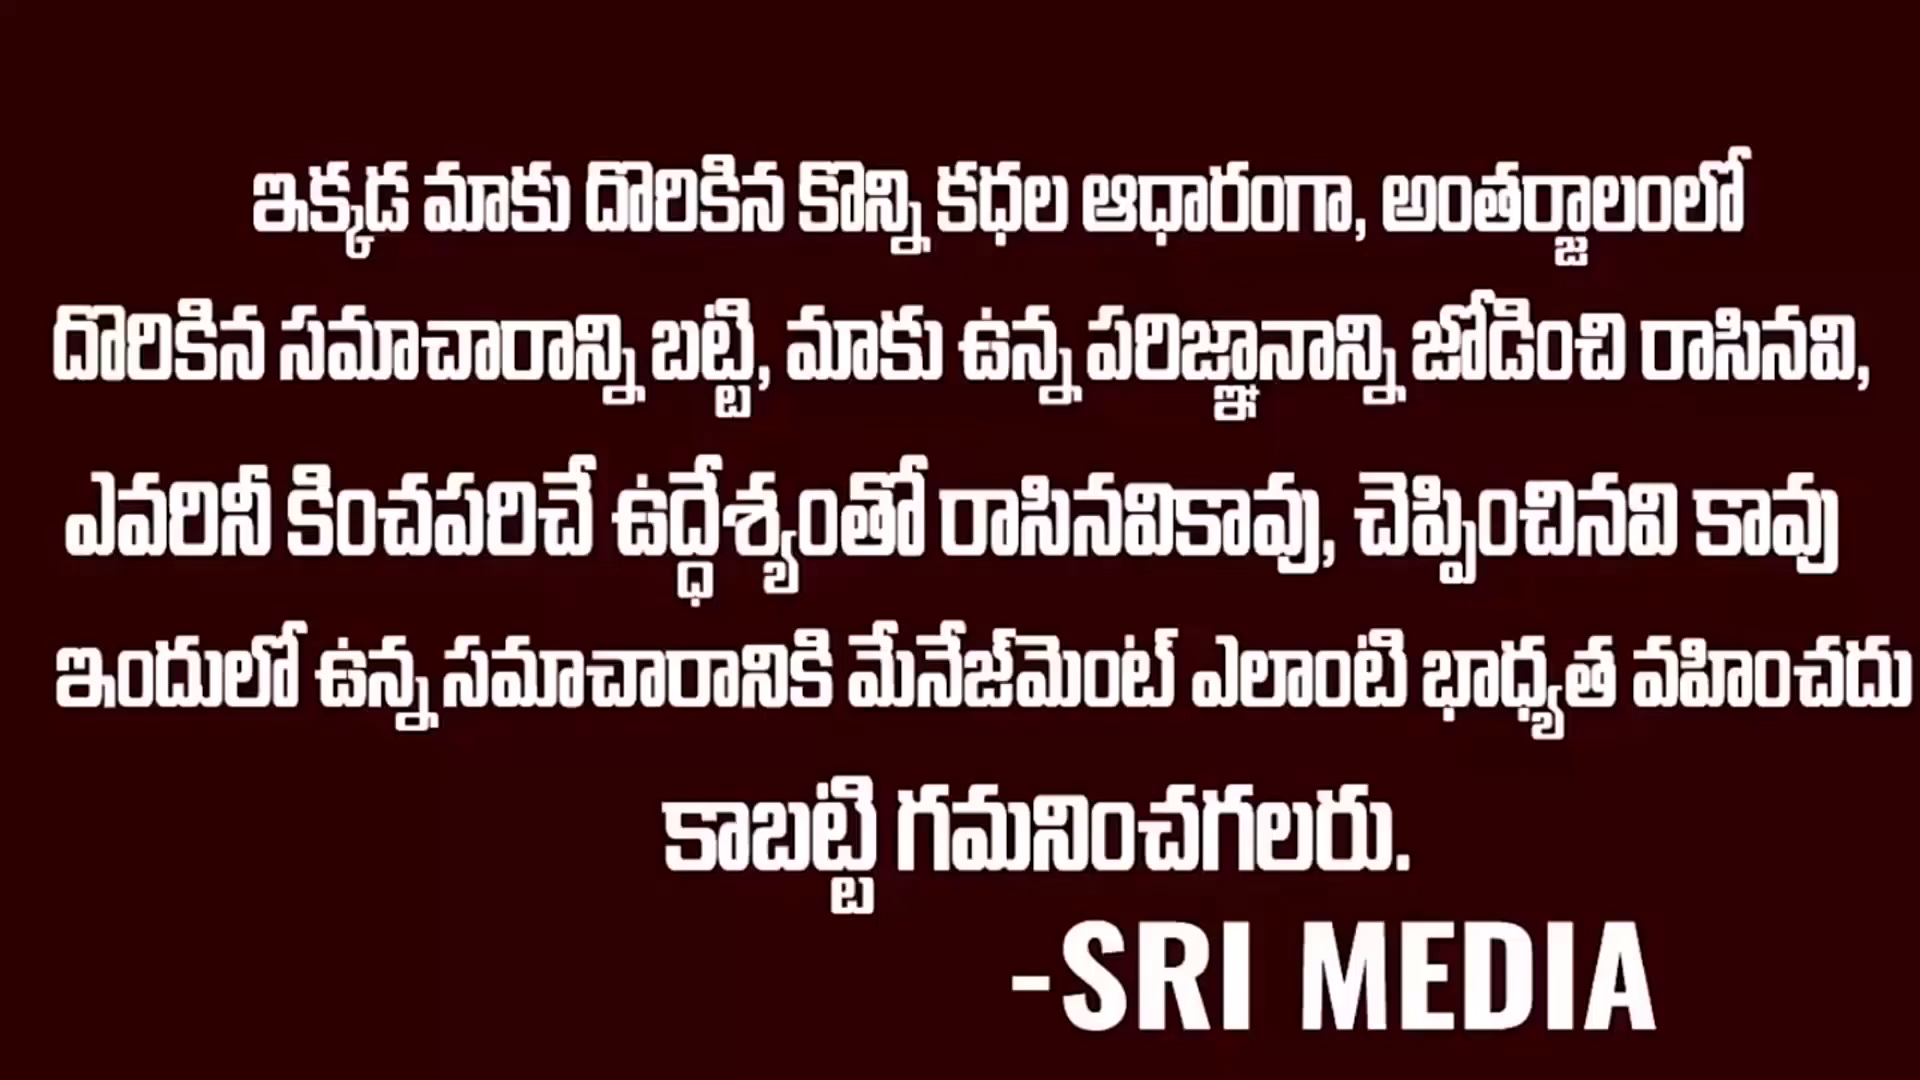 ఇక్కడ మాకు దొరికిన కొన్ని కధల ఆధారంగా, అంతర్జాలంలో
దొరికిన సమాచారాన్ని బట్టి, మాకు ఉన్న పరిజ్ఞానాన్ని జోడించి రాసినవి,
ఎవరినీ కించపరిచే ఉద్ధేశ్యంతో రాసినవికావు, చెప్పించినవి కావు
ఇందులో ఉన్న సమాచారానికి మేనేజ్‌మెంట్ ఎలాంటి భాధ్యత వహించదు
కాబట్టి గమనించగలరు.
-SRI MEDIA